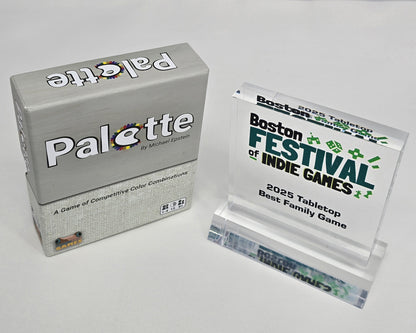 Palette
Palette
By Michael Epstein
A Game of Competitive Color Combinations
2025 Tabletop
Boston
FESTIVAL
OF INDIE GAMES
2025 Tabletop
Best Family Game